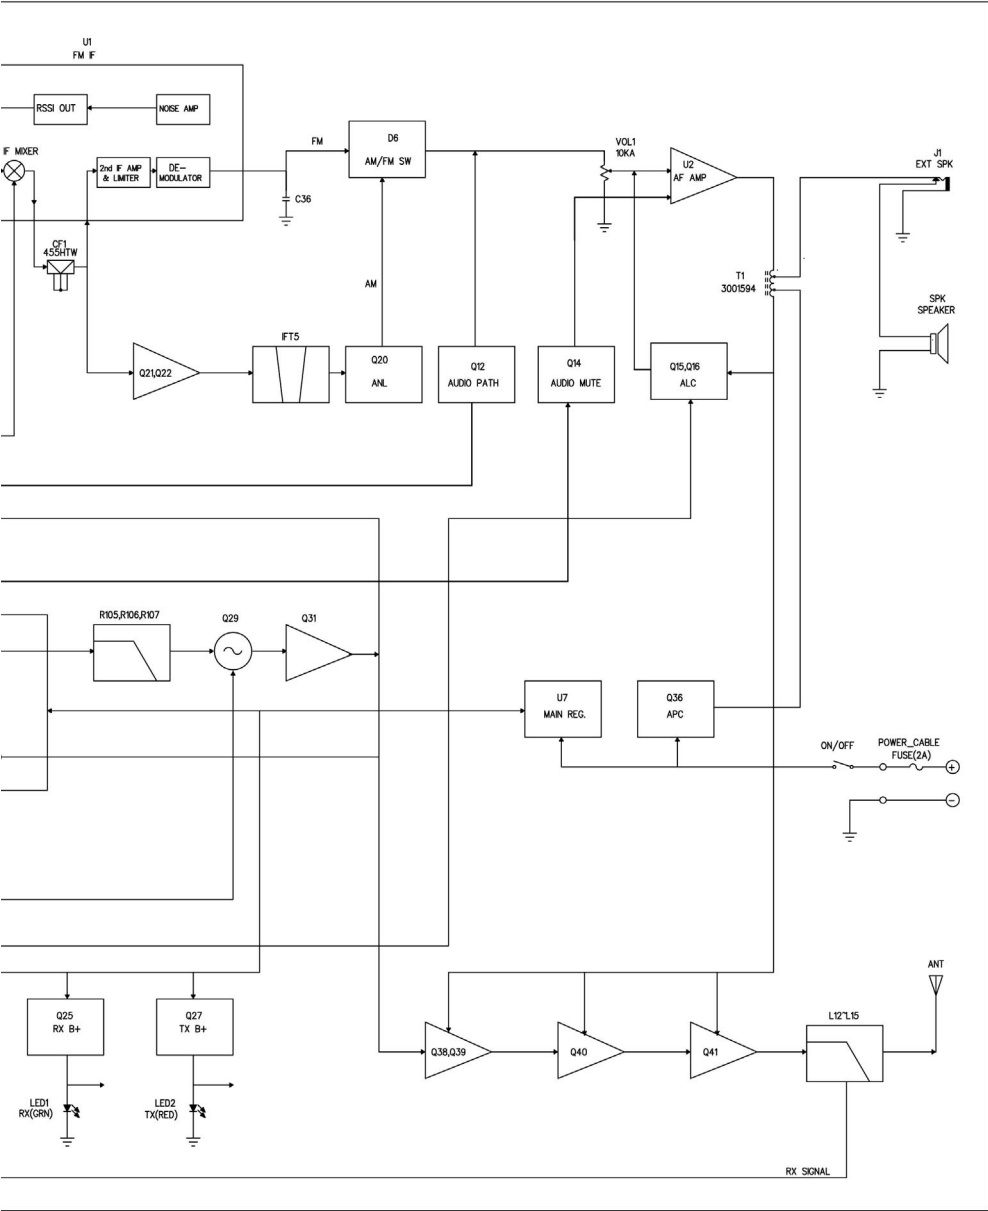 U1
FM IF
RSSI OUT
NOISE AMP
IF MIXER
2nd IF AMP
& LIMITER
DE-
MODULATOR
FM
D6
AM/FM SW
C36
VOL1
10KA
U2
AF AMP
J1
EXT SPK
CF1
455HTW
AM
T1
3001594
SPK
SPEAKER
Q21,Q22
IFT5
Q20
ANL
Q12
AUDIO PATH
Q14
AUDIO MUTE
Q15,Q16
ALC
R105,R106,R107
Q29
Q31
U7
MAIN REG.
Q36
APC
ON/OFF
POWER_CABLE
FUSE(2A)
+
-
ANT
Q25
RX B+
Q27
TX B+
L12~L15
Q38,Q39
Q40
Q41
LED1
RX(GRN)
LED2
TX(RED)
RX SIGNAL